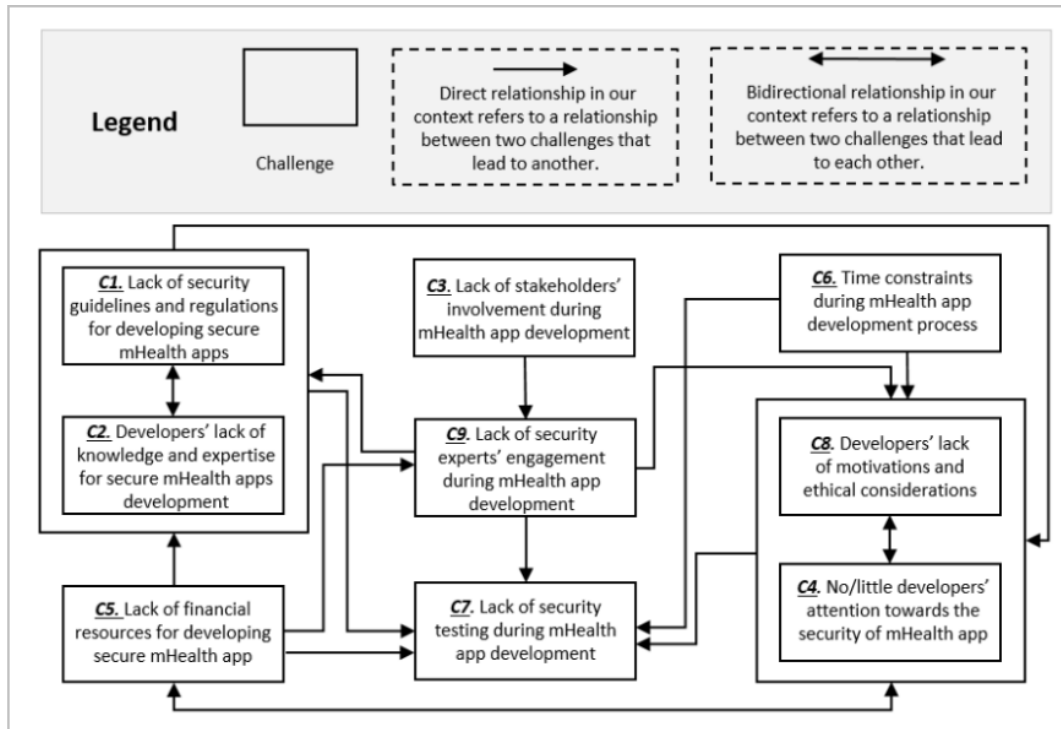 Legend
Challenge
Direct relationship in our
context refers to a relationship
between two challenges that
lead to another.
Bidirectional relationship in our
context refers to a relationship
between two challenges that lead
to each other.
C1. Lack of security
guidelines and regulations
for developing secure
mHealth apps
C2. Developers’ lack of
knowledge and expertise
for secure mHealth apps
development
C5. Lack of financial
resources for developing
secure mHealth app
C3. Lack of stakeholders’
involvement during
mHealth app development
C9. Lack of security
experts’ engagement
during mHealth app
development
C7. Lack of security
testing during mHealth
app development
C6. Time constraints
during mHealth app
development process
C8. Developers’ lack
of motivations and
ethical considerations
C4. No/little developers’
attention towards the
security of mHealth app